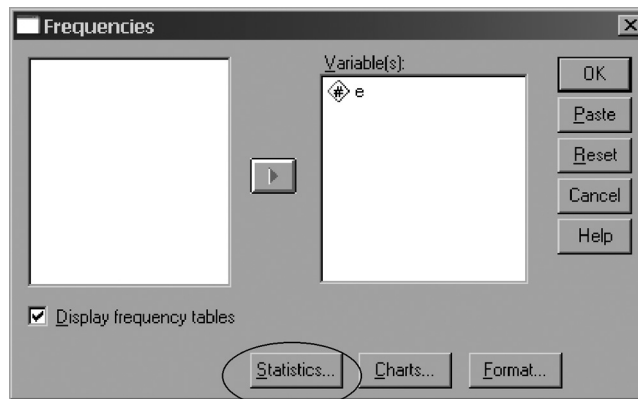 Frequencies
Variable(s):
# e
OK
Paste
Reset
Cancel
Help
Display frequency tables
Statistics...
Charts...
Format...